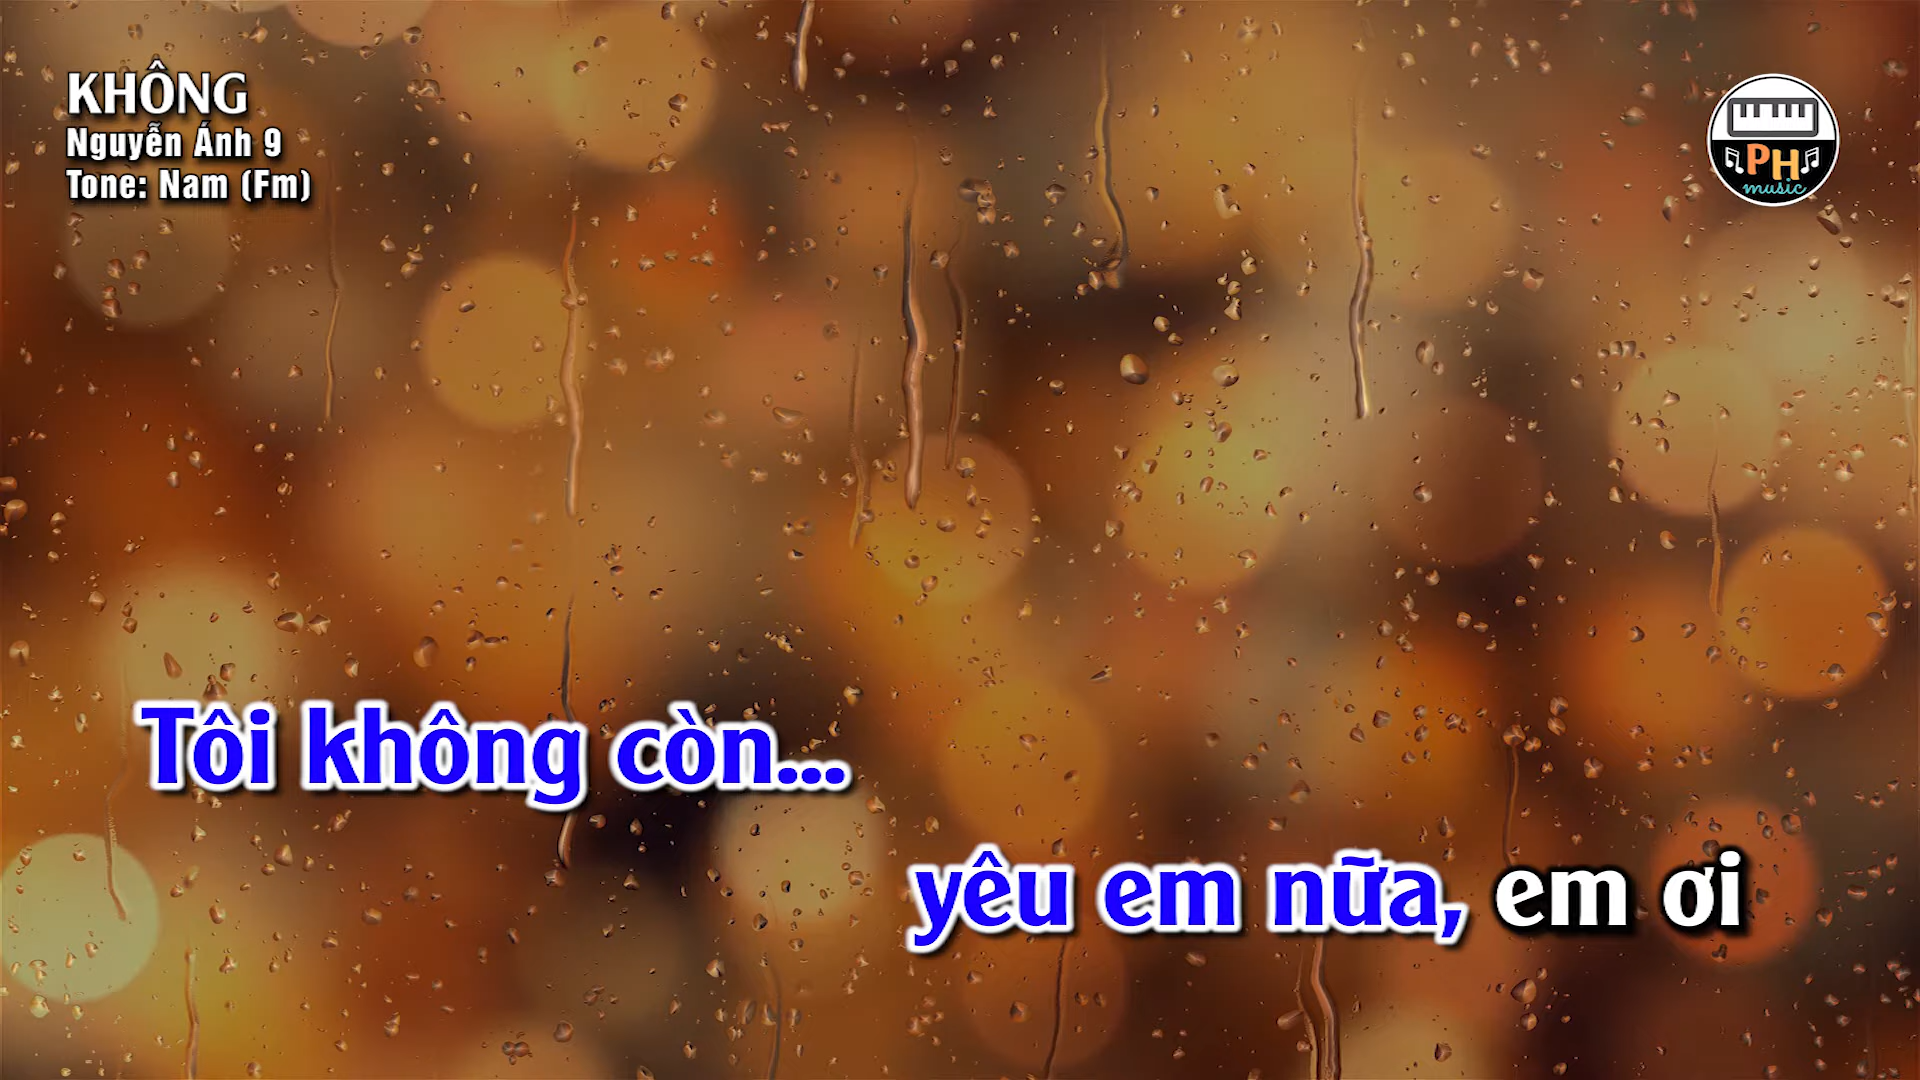 KHÔNG
Nguyễn Ánh 9
Tone: Nam (Fm)
PH
music
Tôi không còn...
yêu em nữa, em ơi